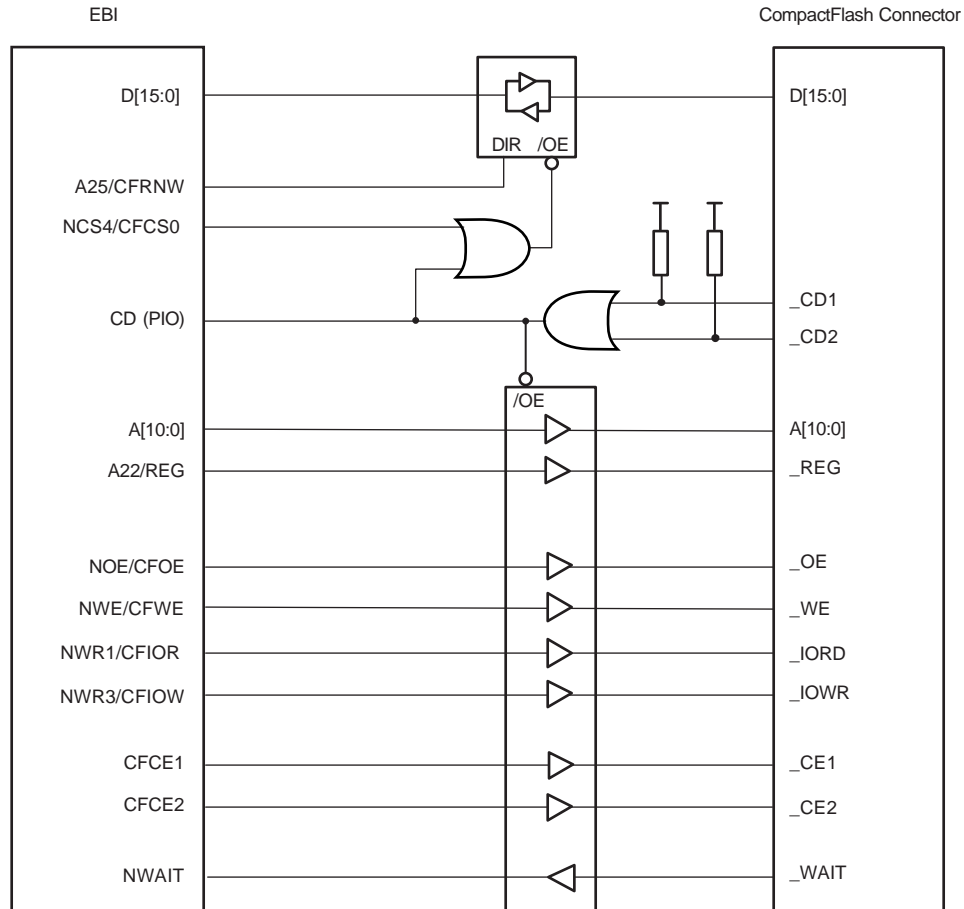 EBI
CompactFlash Connector
D[15:0]
D[15:0]
DIR /OE
A25/CFRNW
NCS4/CFCS0
_CD1
CD (PIO)
_CD2
/OE
A[10:0]
A[10:0]
A22/REG
_REG
NOE/CFOE
_OE
NWE/CFWE
_WE
NWR1/CFIOR
_IORD
NWR3/CFIOW
_IOWR
CFCE1
_CE1
CFCE2
_CE2
NWAIT
_WAIT